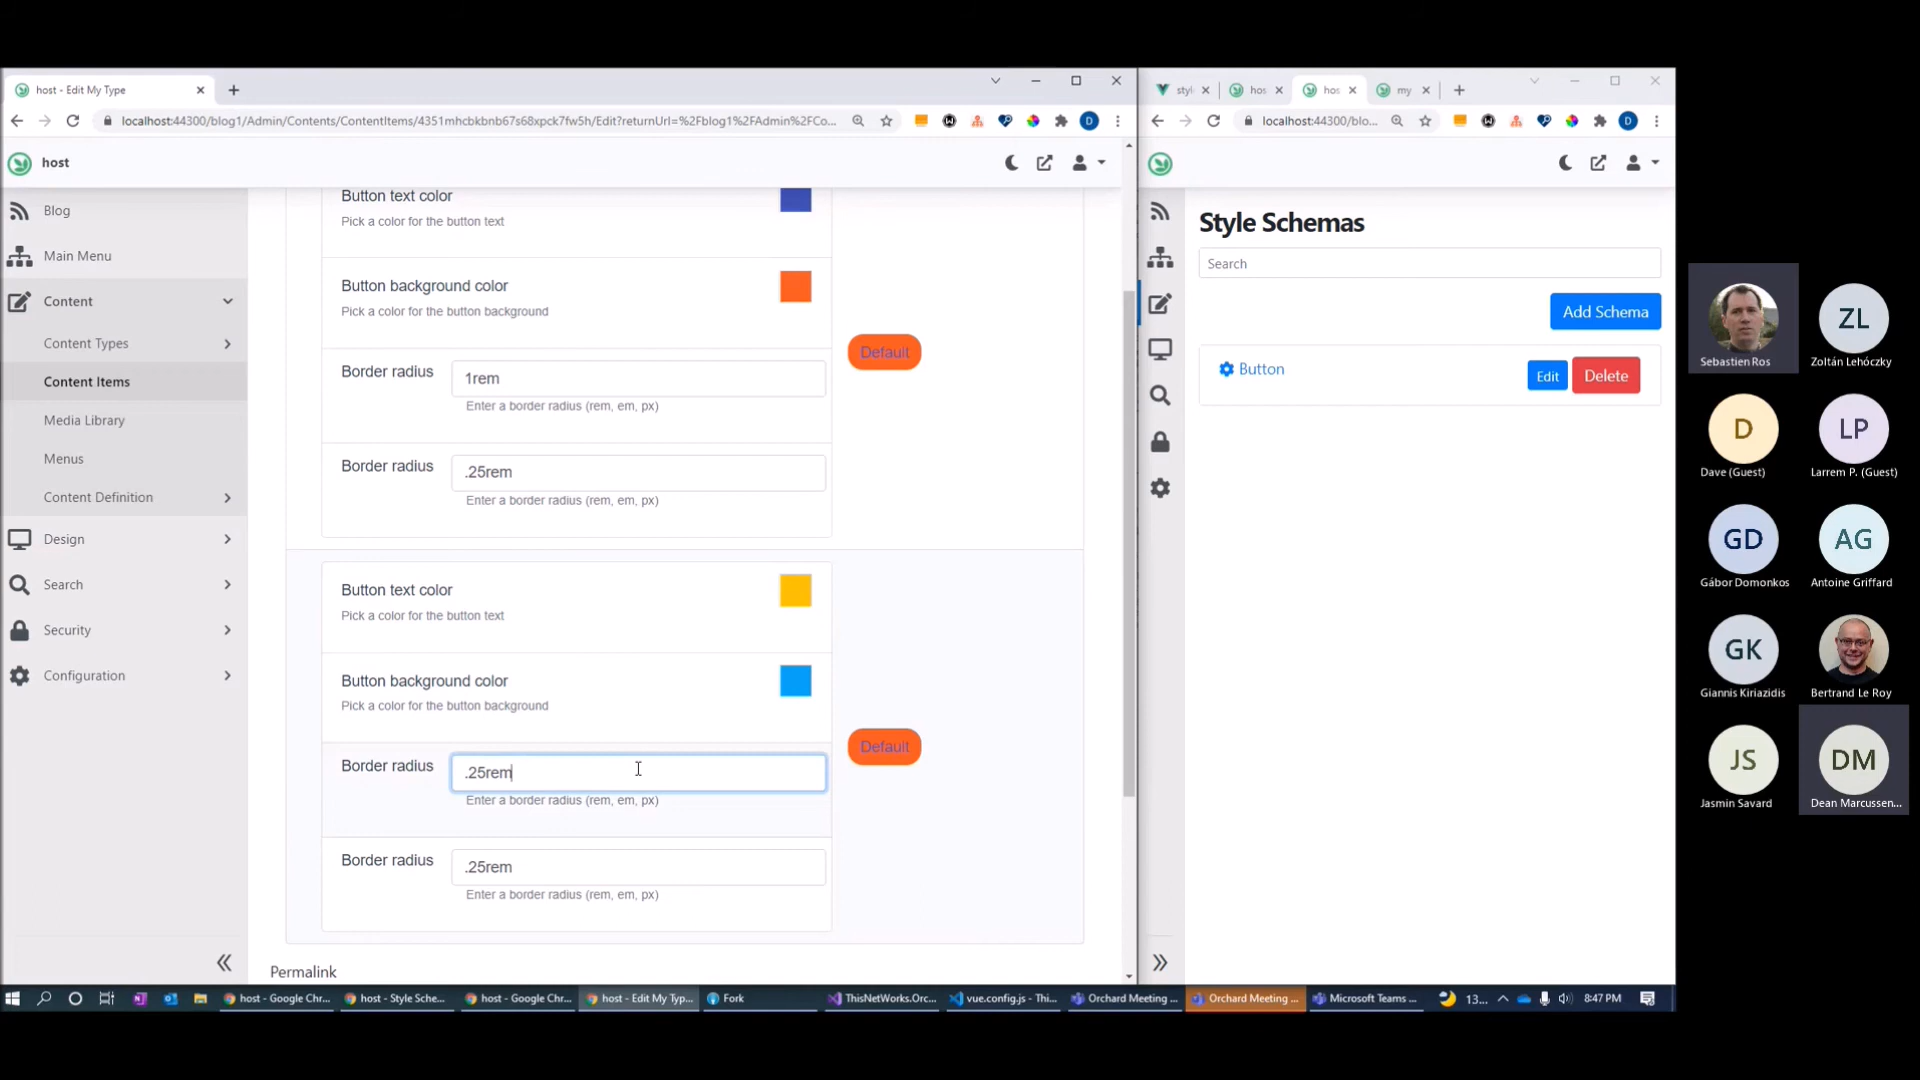 host - Edit My Type
localhost:44300/blog1/Admin/Contents/ContentItems/4351mhcbkbnb67s68xpck7fw5h/Edit?returnUrl=%2Fblog1%2FAdmin%2FCo...
D
host
Blog
Main Menu
Content
Content Types
Content Items
Media Library
Menus
Content Definition
Design
Search
Security
Configuration
Button text color
Pick a color for the button text
Button background color
Pick a color for the button background
Border radius
1rem
Enter a border radius (rem, em, px)
Border radius
.25rem
Enter a border radius (rem, em, px)
Default
Button text color
Pick a color for the button text
Button background color
Pick a color for the button background
Border radius
.25rem
Enter a border radius (rem, em, px)
Border radius
.25rem
Enter a border radius (rem, em, px)
Default
Permalink
styl
hos
hos
my
localhost:44300/blo...
D
Style Schemas
Search
Add Schema
Button
Edit
Delete
Sebastien Ros
ZL
Zoltán Lehóczky
D
Dave (Guest)
LP
Larrem P. (Guest)
GD
Gábor Domonkos
AG
Antoine Griffard
GK
Giannis Kiriazidis
Bertrand Le Roy
JS
Jasmin Savard
DM
Dean Marcussen...
host - Google Chr...
host - Style Sche...
host - Google Chr...
host - Edit My Typ...
Fork
ThisNetWorks.Orc...
vue.config.js - Thi...
Orchard Meeting ...
Orchard Meeting ...
Microsoft Teams ...
13...
8:47 PM